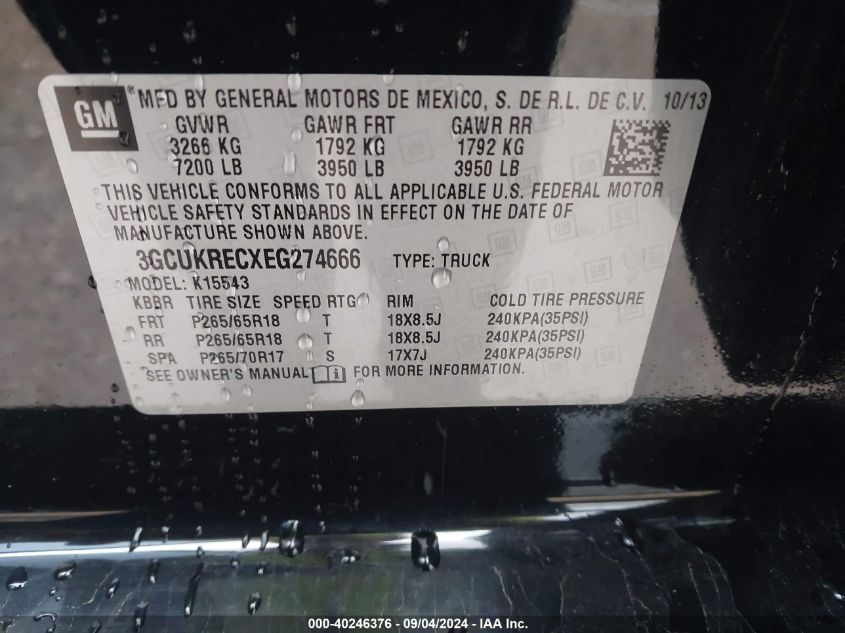 GM
MFD BY GENERAL MOTORS DE MEXICO, S. DE R.L. DE C.V. 10/13
GVWR GAWR FRT GAWR RR
3266 KG 1792 KG 1792 KG
7200 LB 3950 LB 3950 LB
THIS VEHICLE CONFORMS TO ALL APPLICABLE U.S. FEDERAL MOTOR
VEHICLE SAFETY STANDARDS IN EFFECT ON THE DATE OF
MANUFACTURE SHOWN ABOVE.
3GCUKRECXEG274666 TYPE: TRUCK
MODEL: K15543
KBBR TIRE SIZE SPEED RTG RIM COLD TIRE PRESSURE
FRT P265/65R18 T 18X8.5J 240KPA(35PSI)
RR P265/65R18 T 18X8.5J 240KPA(35PSI)
SPA P265/70R17 S 17X7J 240KPA(35PSI)
SEE OWNER'S MANUAL FOR MORE INFORMATION.
000-40246376 - 09/04/2024 - IAA Inc.